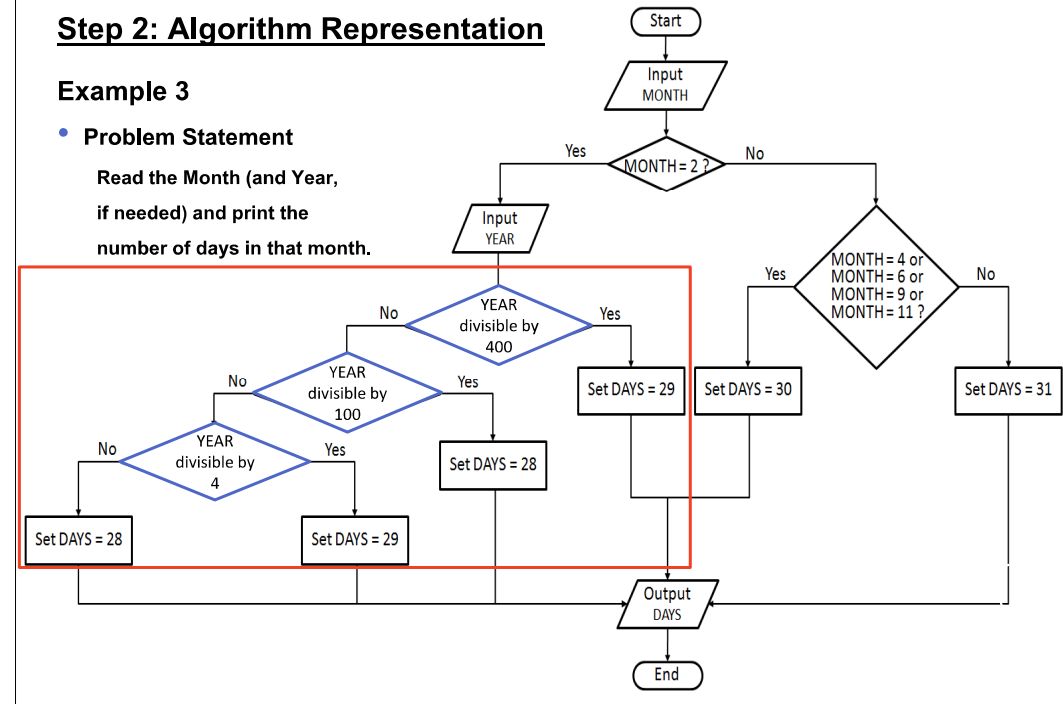 Step 2: Algorithm Representation
Example 3
• Problem Statement
Read the Month (and Year,
if needed) and print the
number of days in that month.
Start
Input
MONTH
MONTH = 2 ?
Yes
No
Input
YEAR
YEAR
divisible by
400
No
Yes
MONTH = 4 or
MONTH = 6 or
MONTH = 9 or
MONTH = 11 ?
Yes
No
YEAR
divisible by
100
No
Yes
Set DAYS = 29
Set DAYS = 30
Set DAYS = 31
YEAR
divisible by
4
No
Yes
Set DAYS = 28
Set DAYS = 28
Set DAYS = 29
Output
DAYS
End